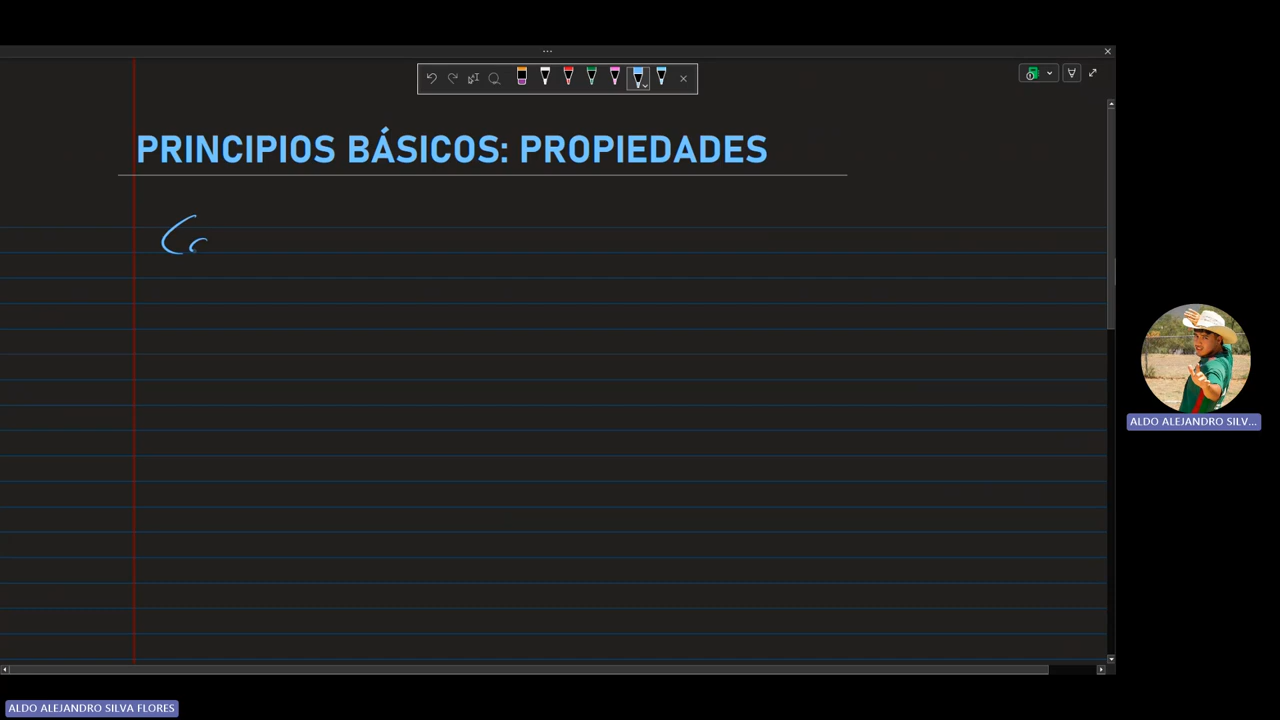 PRINCIPIOS BÁSICOS: PROPIEDADES
ALDO ALEJANDRO SILV...
ALDO ALEJANDRO SILVA FLORES